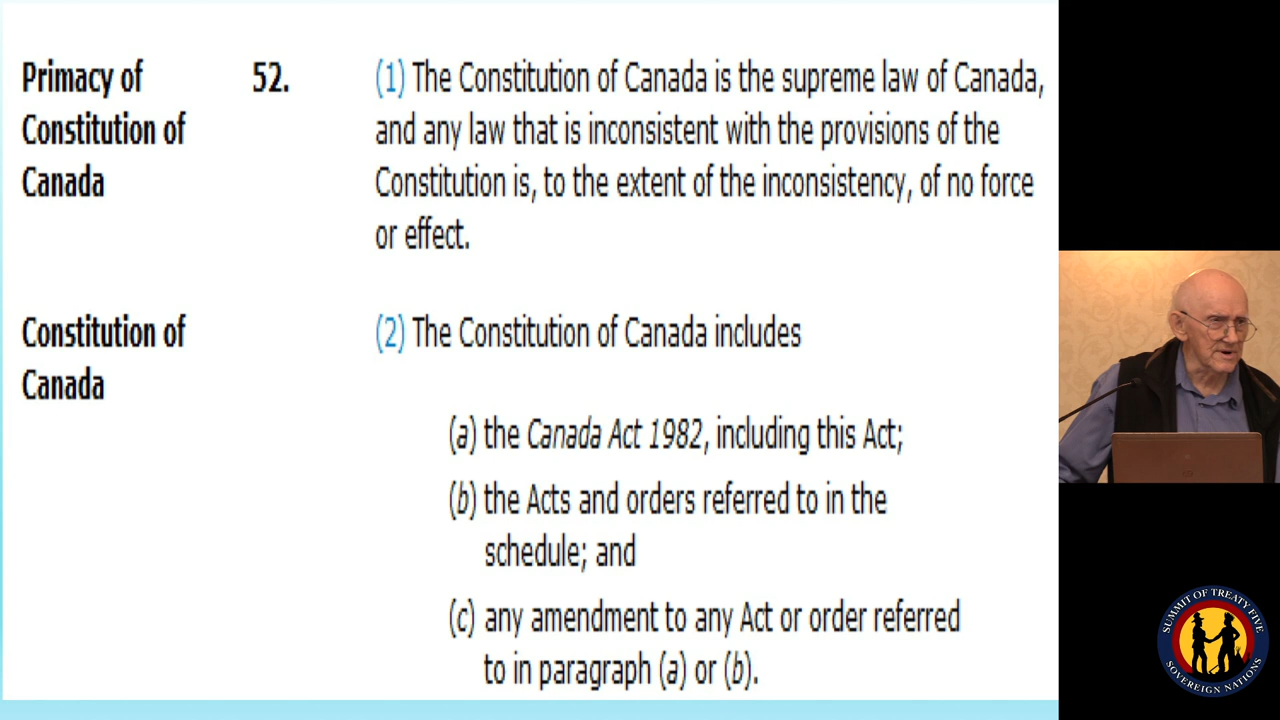 Primacy of
Constitution of
Canada
52.
(1) The Constitution of Canada is the supreme law of Canada,
and any law that is inconsistent with the provisions of the
Constitution is, to the extent of the inconsistency, of no force
or effect.
Constitution of
Canada
(2) The Constitution of Canada includes
(a) the Canada Act 1982, including this Act;
(b) the Acts and orders referred to in the
schedule; and
(c) any amendment to any Act or order referred
to in paragraph (a) or (b).
SUMMIT OF TREATY FIVE
SOVEREIGN NATIONS